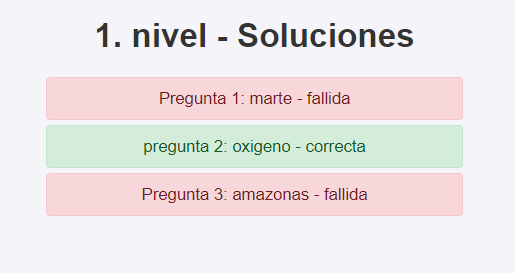 1. nivel - Soluciones
Pregunta 1: marte - fallida
pregunta 2: oxigeno - correcta
Pregunta 3: amazonas - fallida